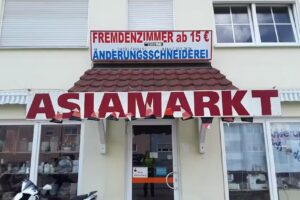 FREMDENZIMMER ab 15 €
ÄNDERUNGSSCHNEIDEREI
ASIAMARKT